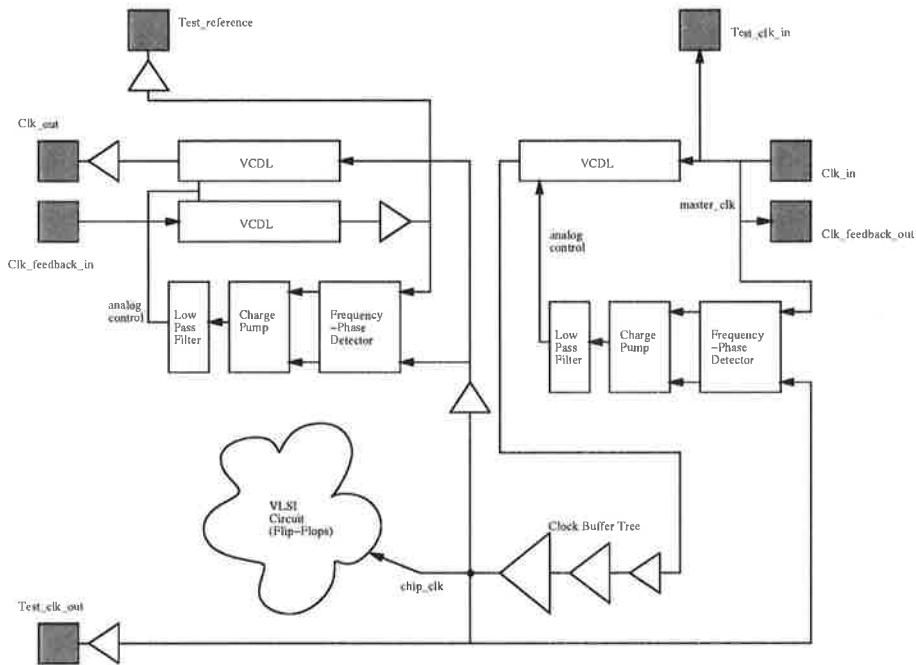 Test_reference
Test_clk_in
Clk_out
VCDL
VCDL
Clk_in
master_clk
VCDL
Clk_feedback_in
analog
control
Clk_feedback_out
analog
control
Low
Pass
Filter
Charge
Pump
Frequency
-Phase
Detector
Low
Pass
Filter
Charge
Pump
Frequency
-Phase
Detector
VLSI
Circuit
(Flip-Flops)
Clock Buffer Tree
chip_clk
Test_clk_out